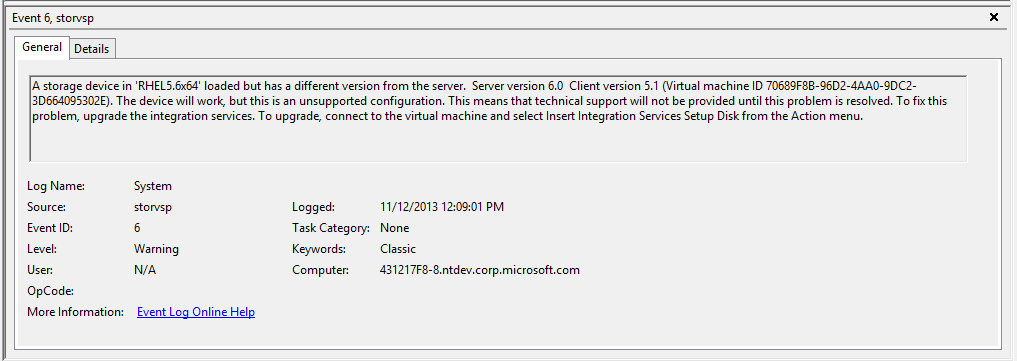 Event 6, storvsp
General Details
A storage device in 'RHEL5.6x64' loaded but has a different version from the server.  Server version 6.0  Client version 5.1 (Virtual machine ID 70689F8B-96D2-4AA0-9DC2-
3D664095302E). The device will work, but this is an unsupported configuration. This means that technical support will not be provided until this problem is resolved. To fix this
problem, upgrade the integration services. To upgrade, connect to the virtual machine and select Insert Integration Services Setup Disk from the Action menu.
Log Name: System
Source: storvsp Logged: 11/12/2013 12:09:01 PM
Event ID: 6 Task Category: None
Level: Warning Keywords: Classic
User: N/A Computer: 431217F8-8.ntdev.corp.microsoft.com
OpCode:
More Information: Event Log Online Help